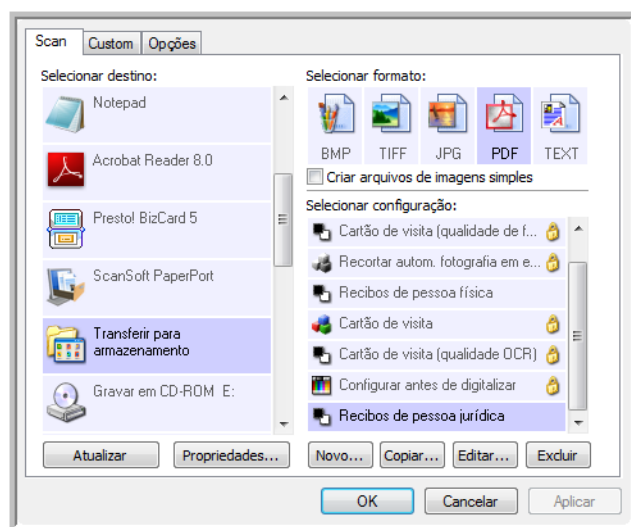 Scan Custom Opções
Selecionar destino:
Notepad
Acrobat Reader 8.0
Presto! BizCard 5
ScanSoft PaperPort
Transferir para
armazenamento
Gravar em CD-ROM E:
Atualizar Propriedades...
Selecionar formato:
BMP TIFF JPG PDF TEXT
Criar arquivos de imagens simples
Selecionar configuração:
Cartão de visita (qualidade de f...
Recortar autom. fotografia em e...
Recibos de pessoa física
Cartão de visita
Cartão de visita (qualidade OCR)
Configurar antes de digitalizar
Recibos de pessoa jurídica
Novo... Copiar... Editar... Excluir
OK Cancelar Aplicar